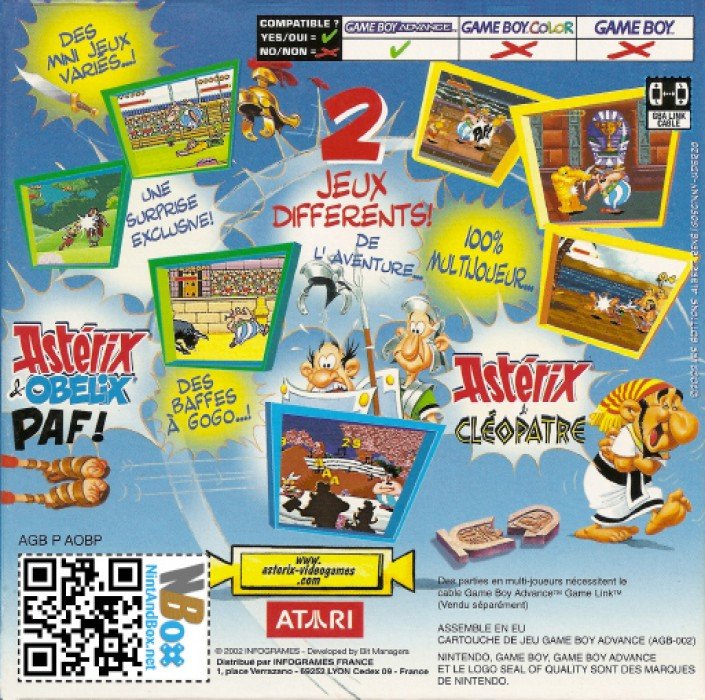 COMPATIBLE ?
YES/OUI =
NO/NON =
GAME BOY ADVANCE
GAME BOY COLOR
GAME BOY
DES
MINI JEUX
VARIÉS...!
GBA LINK
CABLE
2
JEUX
DIFFÉRENTS!
DE
L'AVENTURE...
UNE
SURPRISE
EXCLUSIVE!
100%
MULTIJOUEUR...
PAF!
Astérix
& OBELIX
PAF!
DES
BAFFES
À GOGO...!
Astérix
&
CLÉOPATRE
AGB P AOBP
NBox
NintAndBox.net
www.
asterix-videogames
.com
ATARI
© 2002 INFOGRAMES - Developed by Bit Managers
Distribué par INFOGRAMES FRANCE
1, place Verrazano - 69252 LYON Cedex 09 - France
Des parties en multi-joueurs nécessitent le
cable Game Boy Advance™ Game Link™
(Vendu séparément)
ASSEMBLE EN EU
CARTOUCHE DE JEU GAME BOY ADVANCE (AGB-002)
NINTENDO, GAME BOY, GAME BOY ADVANCE
ET LE LOGO SEAL OF QUALITY SONT DES MARQUES
DE NINTENDO.